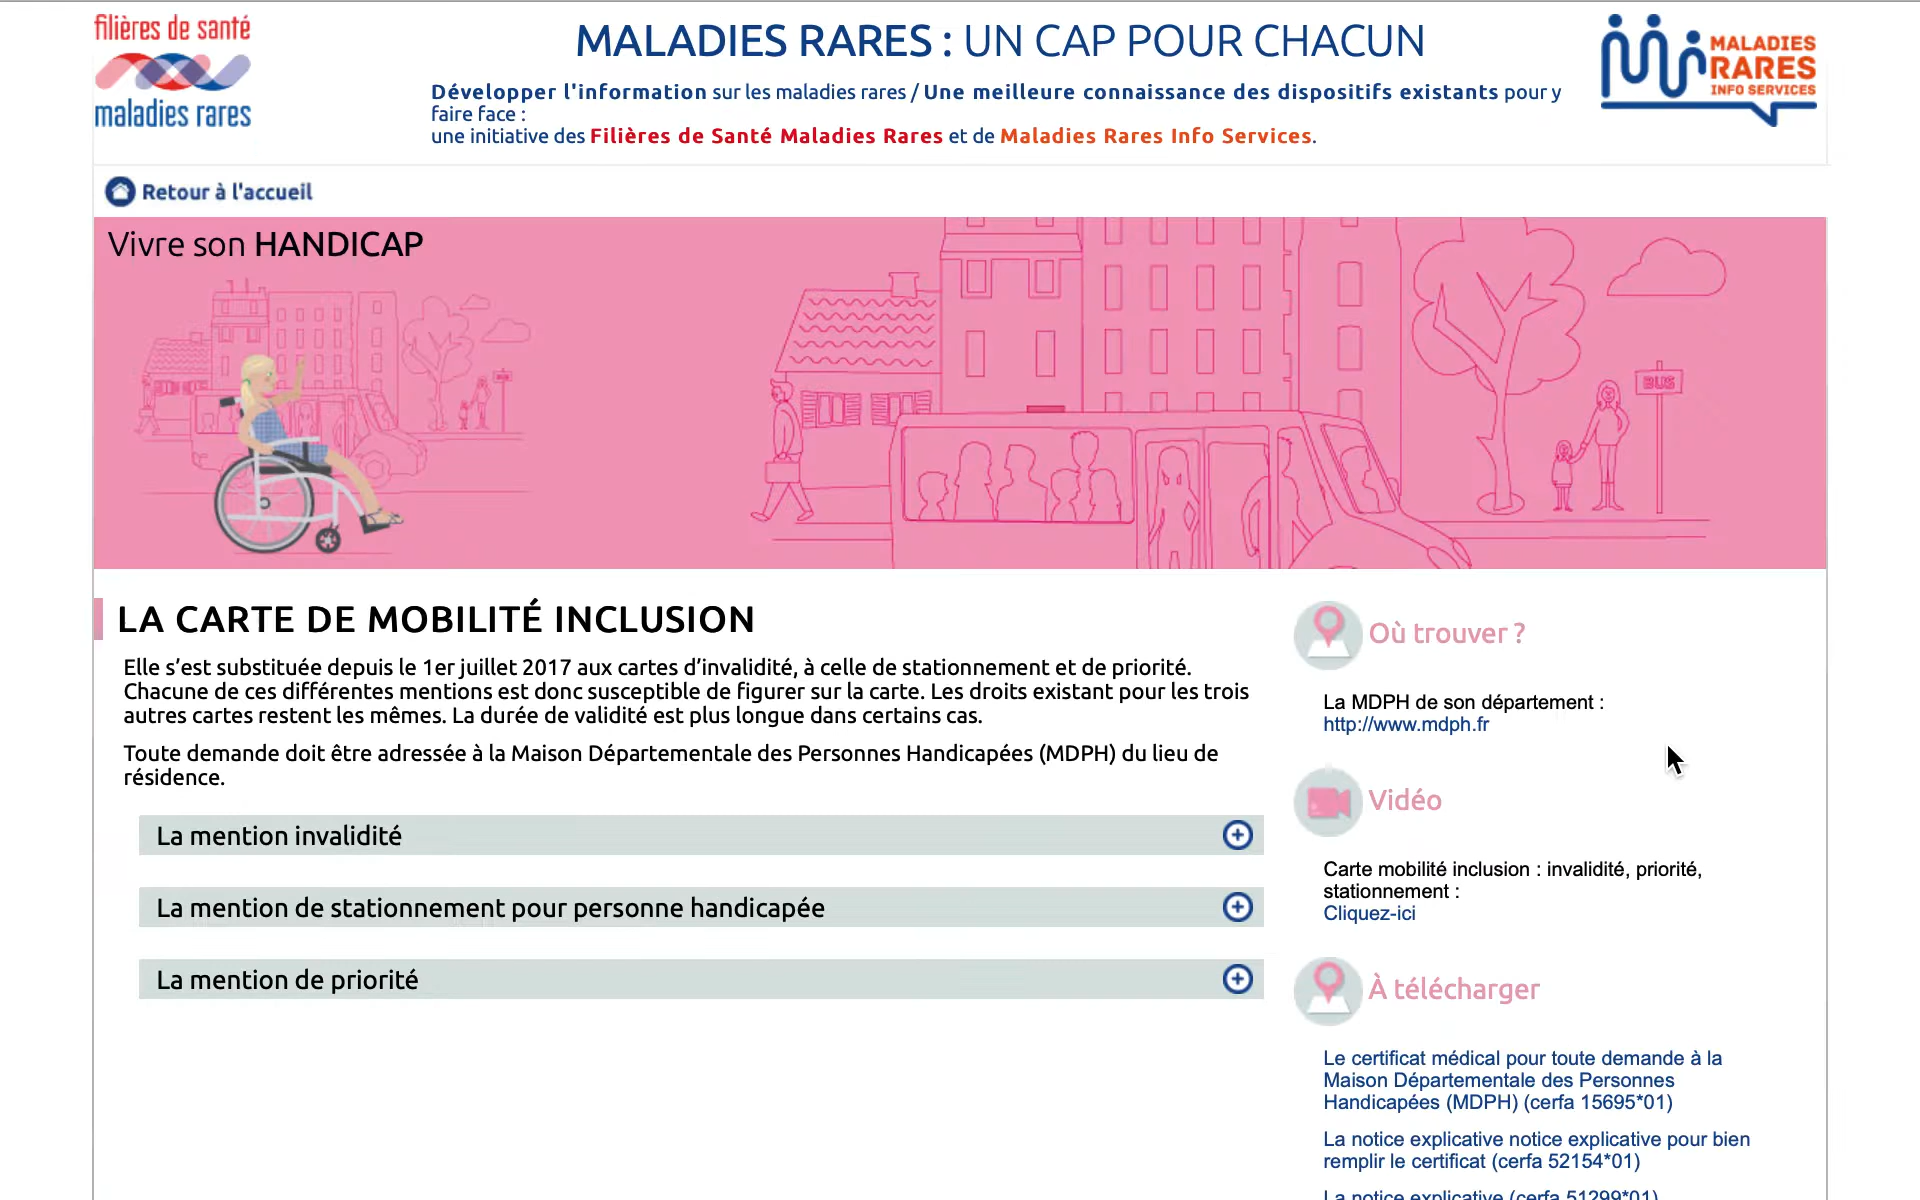 filières de santé
maladies rares
MALADIES RARES : UN CAP POUR CHACUN
Développer l'information sur les maladies rares / Une meilleure connaissance des dispositifs existants pour y
faire face :
une initiative des Filières de Santé Maladies Rares et de Maladies Rares Info Services.
MALADIES
RARES
INFO SERVICES
Retour à l'accueil
Vivre son HANDICAP
BUS
LA CARTE DE MOBILITÉ INCLUSION
Elle s’est substituée depuis le 1er juillet 2017 aux cartes d’invalidité, à celle de stationnement et de priorité.
Chacune de ces différentes mentions est donc susceptible de figurer sur la carte. Les droits existant pour les trois
autres cartes restent les mêmes. La durée de validité est plus longue dans certains cas.
Toute demande doit être adressée à la Maison Départementale des Personnes Handicapées (MDPH) du lieu de
résidence.
La mention invalidité
La mention de stationnement pour personne handicapée
La mention de priorité
Où trouver ?
La MDPH de son département :
http://www.mdph.fr
Vidéo
Carte mobilité inclusion : invalidité, priorité,
stationnement :
Cliquez-ici
À télécharger
Le certificat médical pour toute demande à la
Maison Départementale des Personnes
Handicapées (MDPH) (cerfa 15695*01)
La notice explicative notice explicative pour bien
remplir le certificat (cerfa 52154*01)
La notice explicative (cerfa 51299*01)